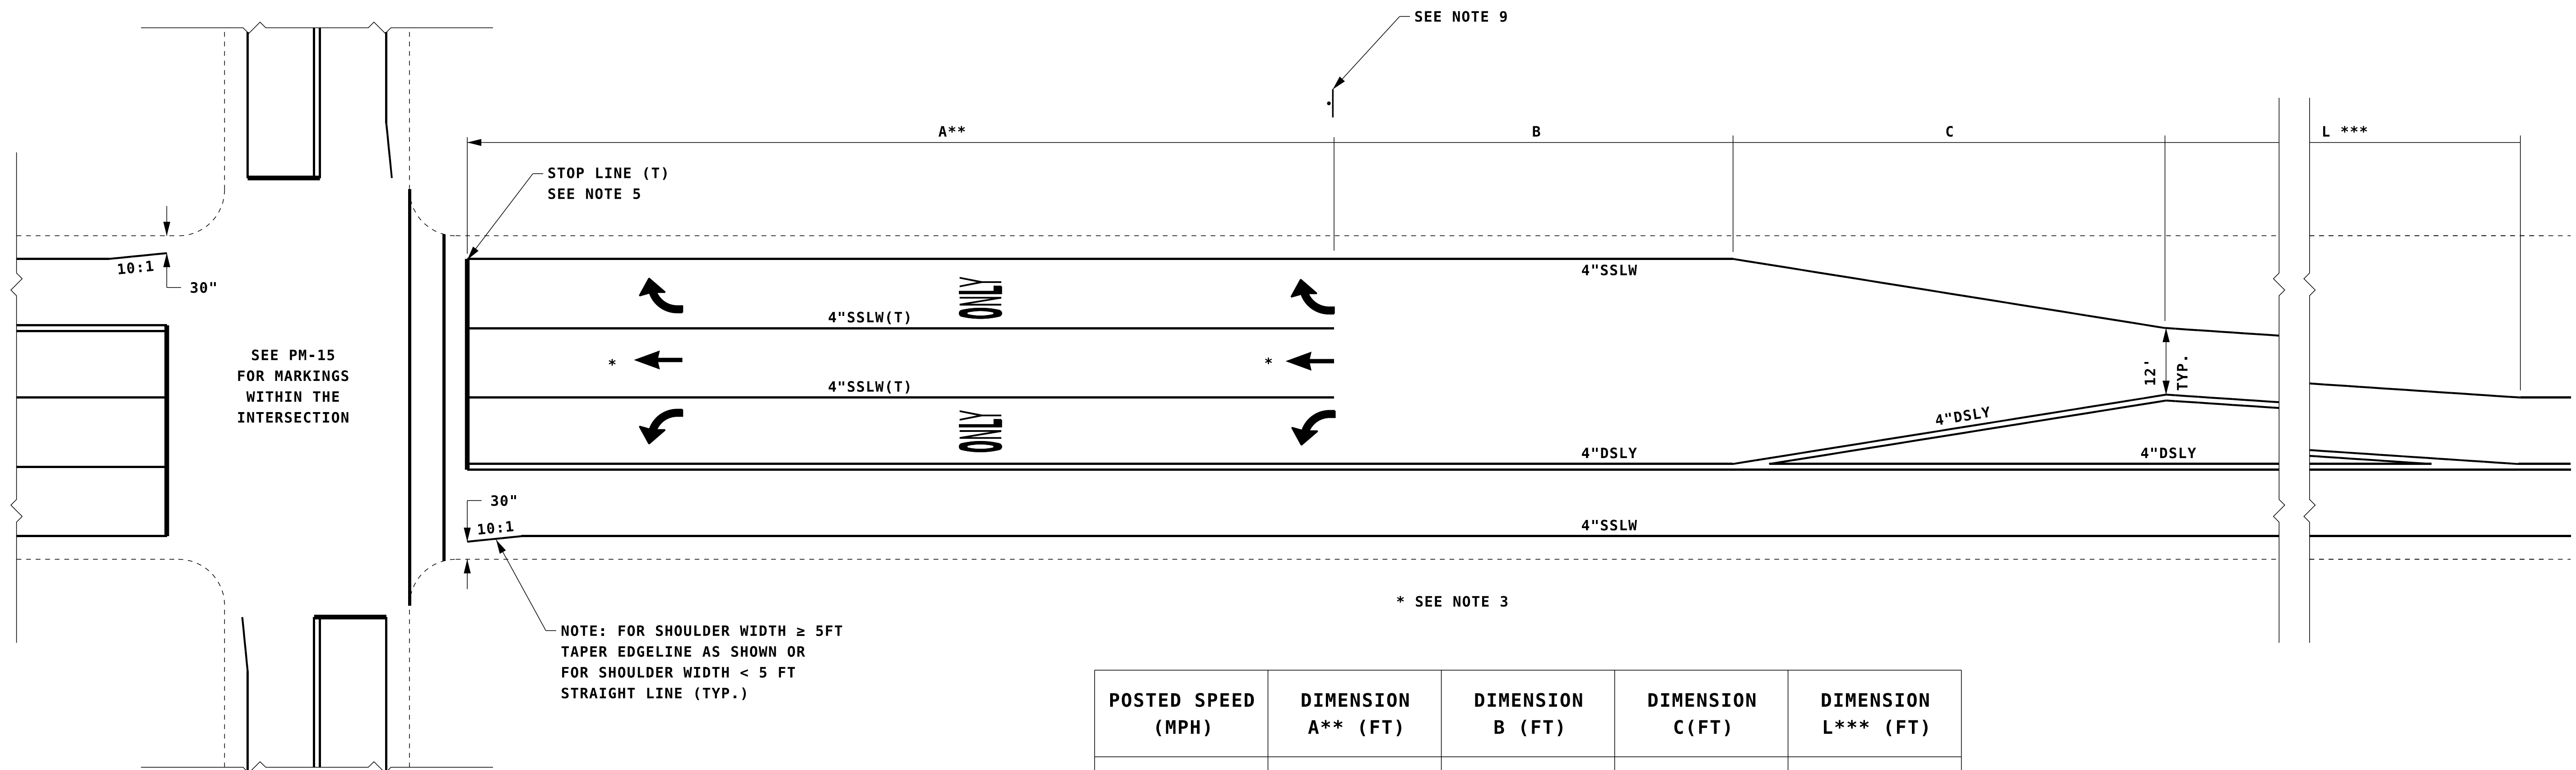 SEE NOTE 9
A**
B
C
L ***
STOP LINE (T)
SEE NOTE 5
10:1
30"
4"SSLW
ONLY
4"SSLW(T)
SEE PM-15
FOR MARKINGS
WITHIN THE
INTERSECTION
*
*
12'
TYP.
4"SSLW(T)
ONLY
4"DSLY
4"DSLY
4"DSLY
30"
10:1
4"SSLW
* SEE NOTE 3
NOTE: FOR SHOULDER WIDTH ≥ 5FT
TAPER EDGELINE AS SHOWN OR
FOR SHOULDER WIDTH < 5 FT
STRAIGHT LINE (TYP.)
POSTED SPEED
(MPH)
DIMENSION
A** (FT)
DIMENSION
B (FT)
DIMENSION
C(FT)
DIMENSION
L*** (FT)